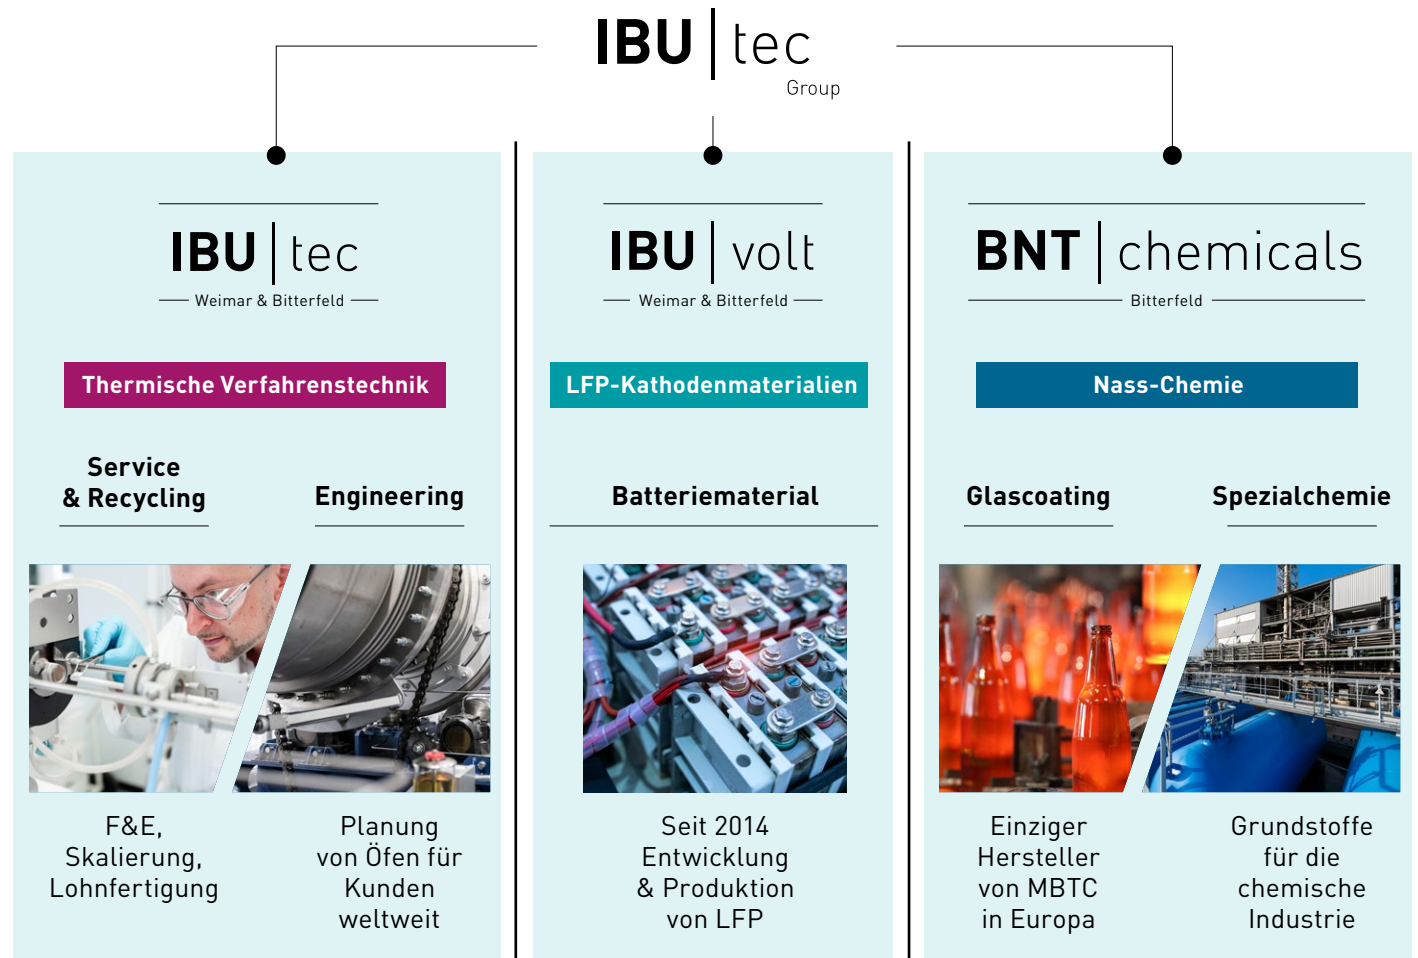 IBU|tec
Group
IBU|tec
Weimar & Bitterfeld
Thermische Verfahrenstechnik
Service
& Recycling
Engineering
F&E,
Skalierung,
Lohnfertigung
Planung
von Öfen für
Kunden
weltweit
IBU|volt
Weimar & Bitterfeld
LFP-Kathodenmaterialien
Batteriematerial
Seit 2014
Entwicklung
& Produktion
von LFP
BNT|chemicals
Bitterfeld
Nass-Chemie
Glascoating
Spezialchemie
Einziger
Hersteller
von MBTC
in Europa
Grundstoffe
für die
chemische
Industrie